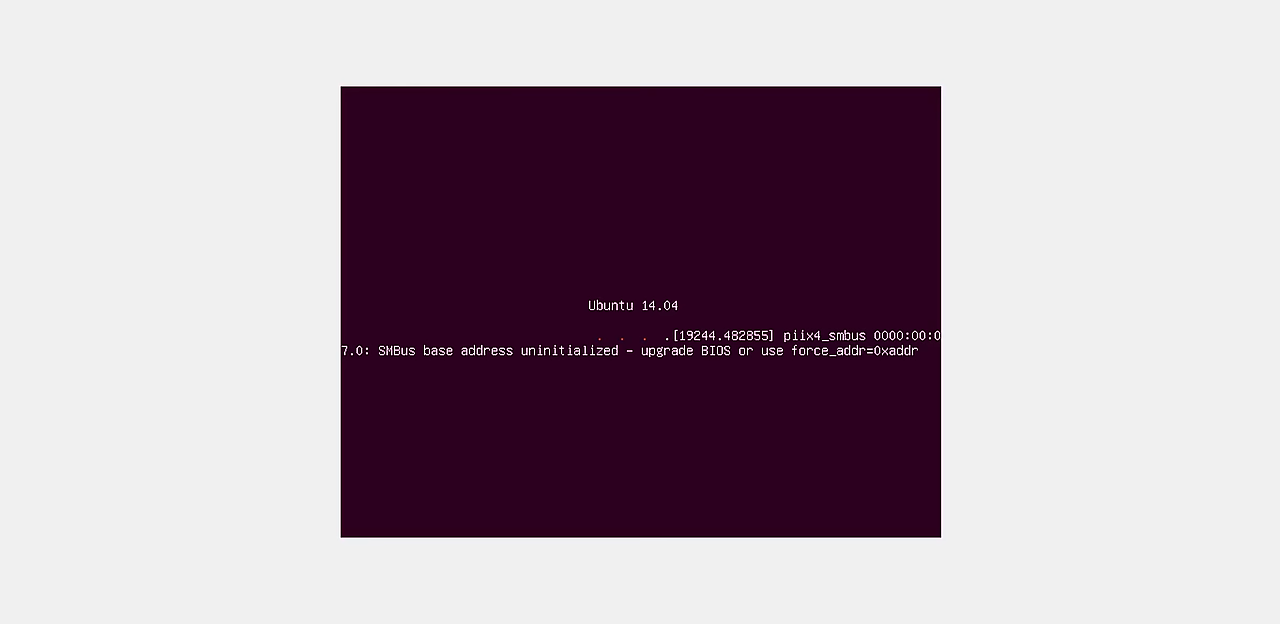 Ubuntu 14.04
. . . .[19244.482855] piix4_smbus 0000:00:0
7.0: SMBus base address uninitialized - upgrade BIOS or use force_addr=0xaddr